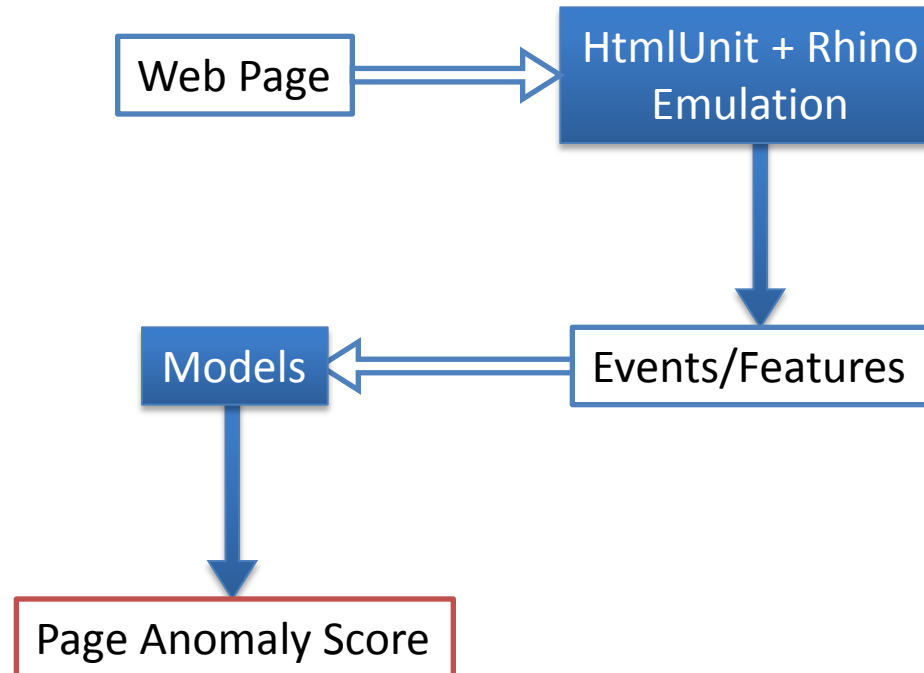 Web Page
HtmlUnit + Rhino
Emulation
Models
Events/Features
Page Anomaly Score